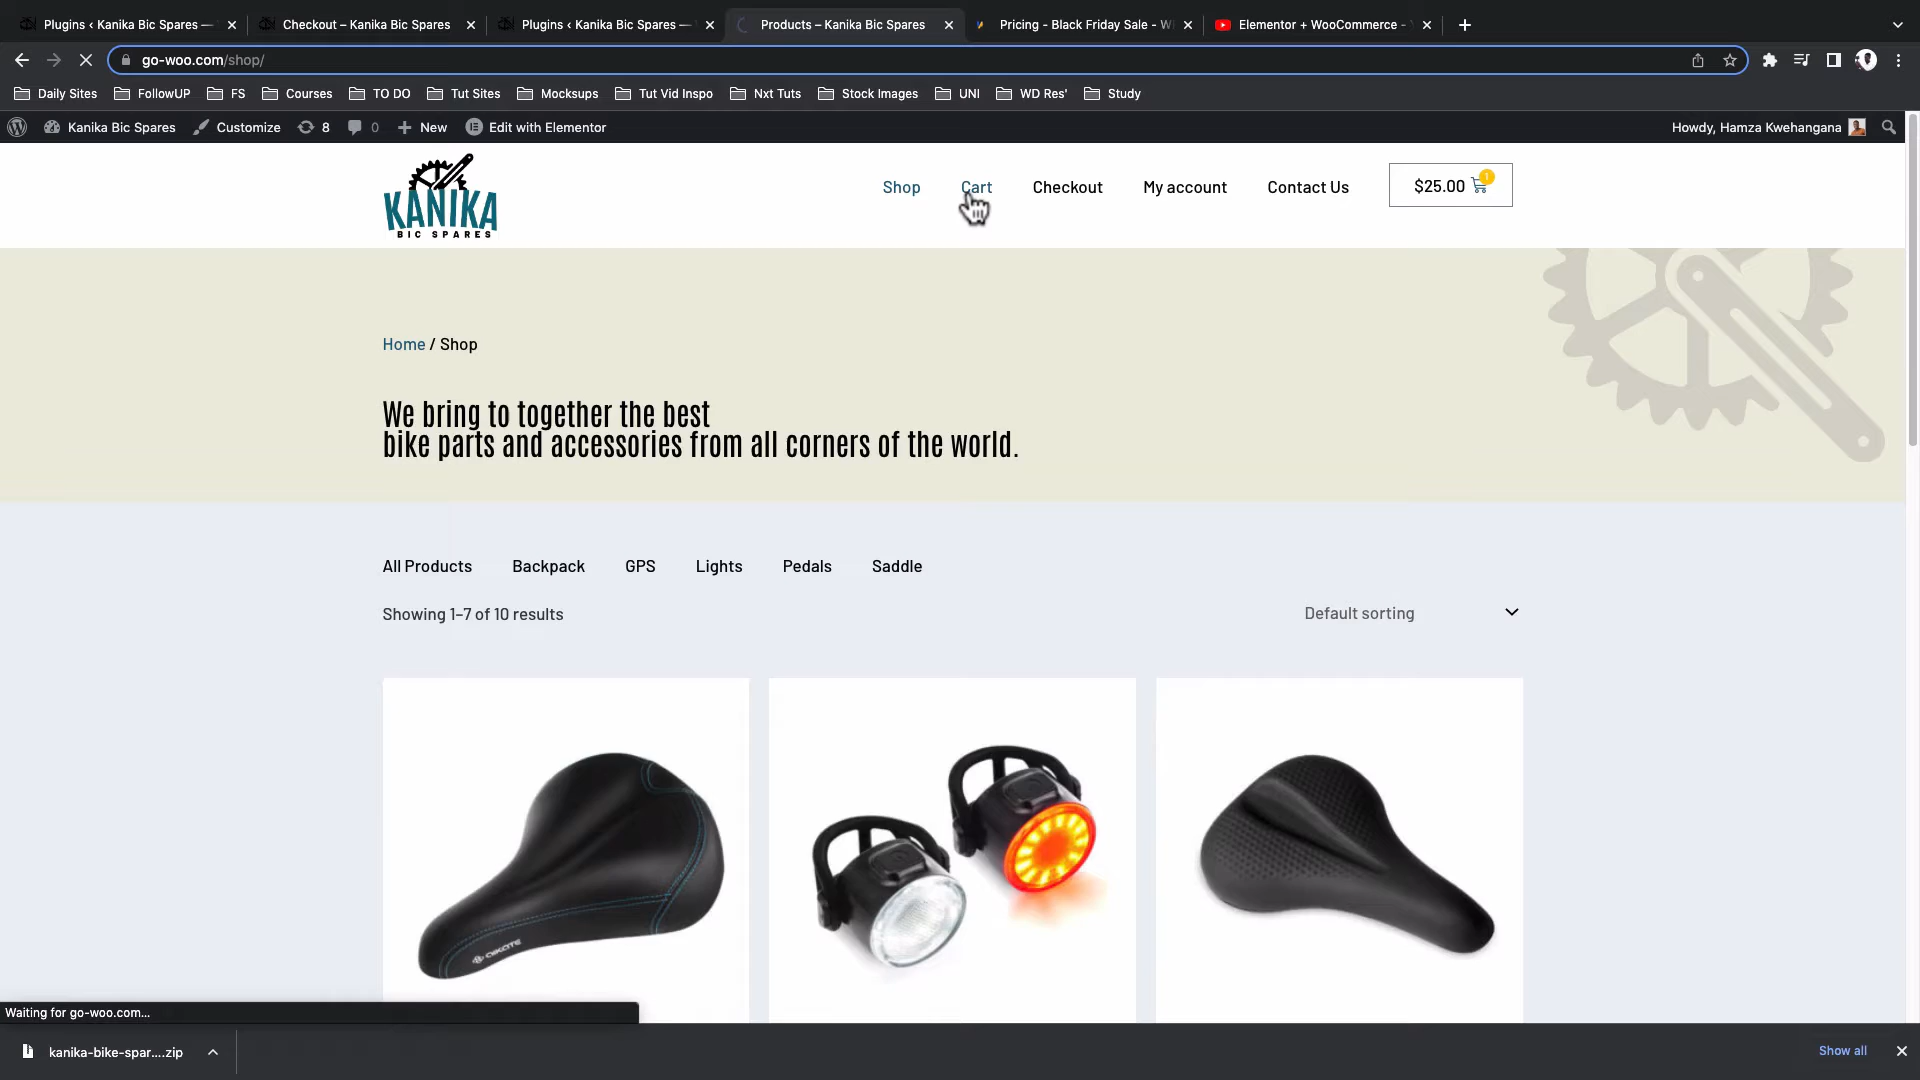 Plugins ‹ Kanika Bic Spares —
Checkout – Kanika Bic Spares
Plugins ‹ Kanika Bic Spares —
Products – Kanika Bic Spares
Pricing - Black Friday Sale - W
Elementor + WooCommerce -
go-woo.com/shop/
Daily Sites
FollowUP
FS
Courses
TO DO
Tut Sites
Mocksups
Tut Vid Inspo
Nxt Tuts
Stock Images
UNI
WD Res'
Study
Kanika Bic Spares
Customize
8
0
New
Edit with Elementor
Howdy, Hamza Kwehangana
KANIKA
BIC SPARES
Shop
Cart
Checkout
My account
Contact Us
$25.00
1
Home / Shop
We bring to together the best
bike parts and accessories from all corners of the world.
All Products
Backpack
GPS
Lights
Pedals
Saddle
Showing 1–7 of 10 results
Default sorting
Waiting for go-woo.com...
kanika-bike-spar....zip
Show all